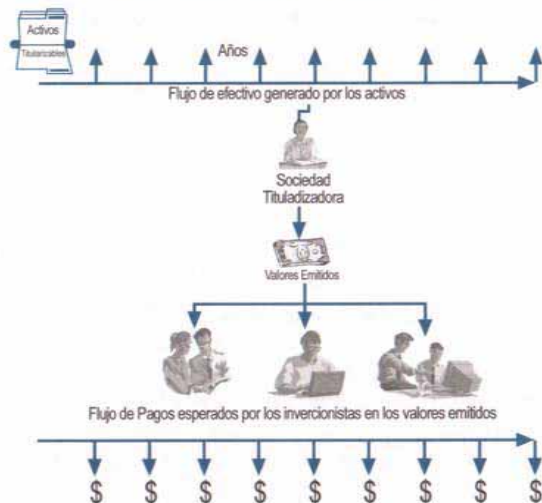 Activos
Titularizables
Años
Flujo de efectivo generado por los activos
Sociedad
Tituladizadora
Valores Emitidos
Flujo de Pagos esperados por los invercionistas en los valores emitidos
$ $ $ $ $ $ $ $ $